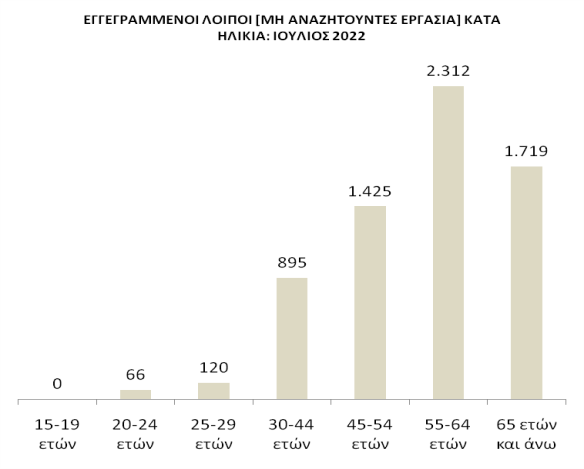 ΕΓΓΕΓΡΑΜΜΕΝΟΙ ΛΟΙΠΟΙ [ΜΗ ΑΝΑΖΗΤΟΥΝΤΕΣ ΕΡΓΑΣΙΑ] ΚΑΤΑ
ΗΛΙΚΙΑ: ΙΟΥΛΙΟΣ 2022
0
66
120
895
1.425
2.312
1.719
15-19 ετών
20-24 ετών
25-29 ετών
30-44 ετών
45-54 ετών
55-64 ετών
65 ετών και άνω